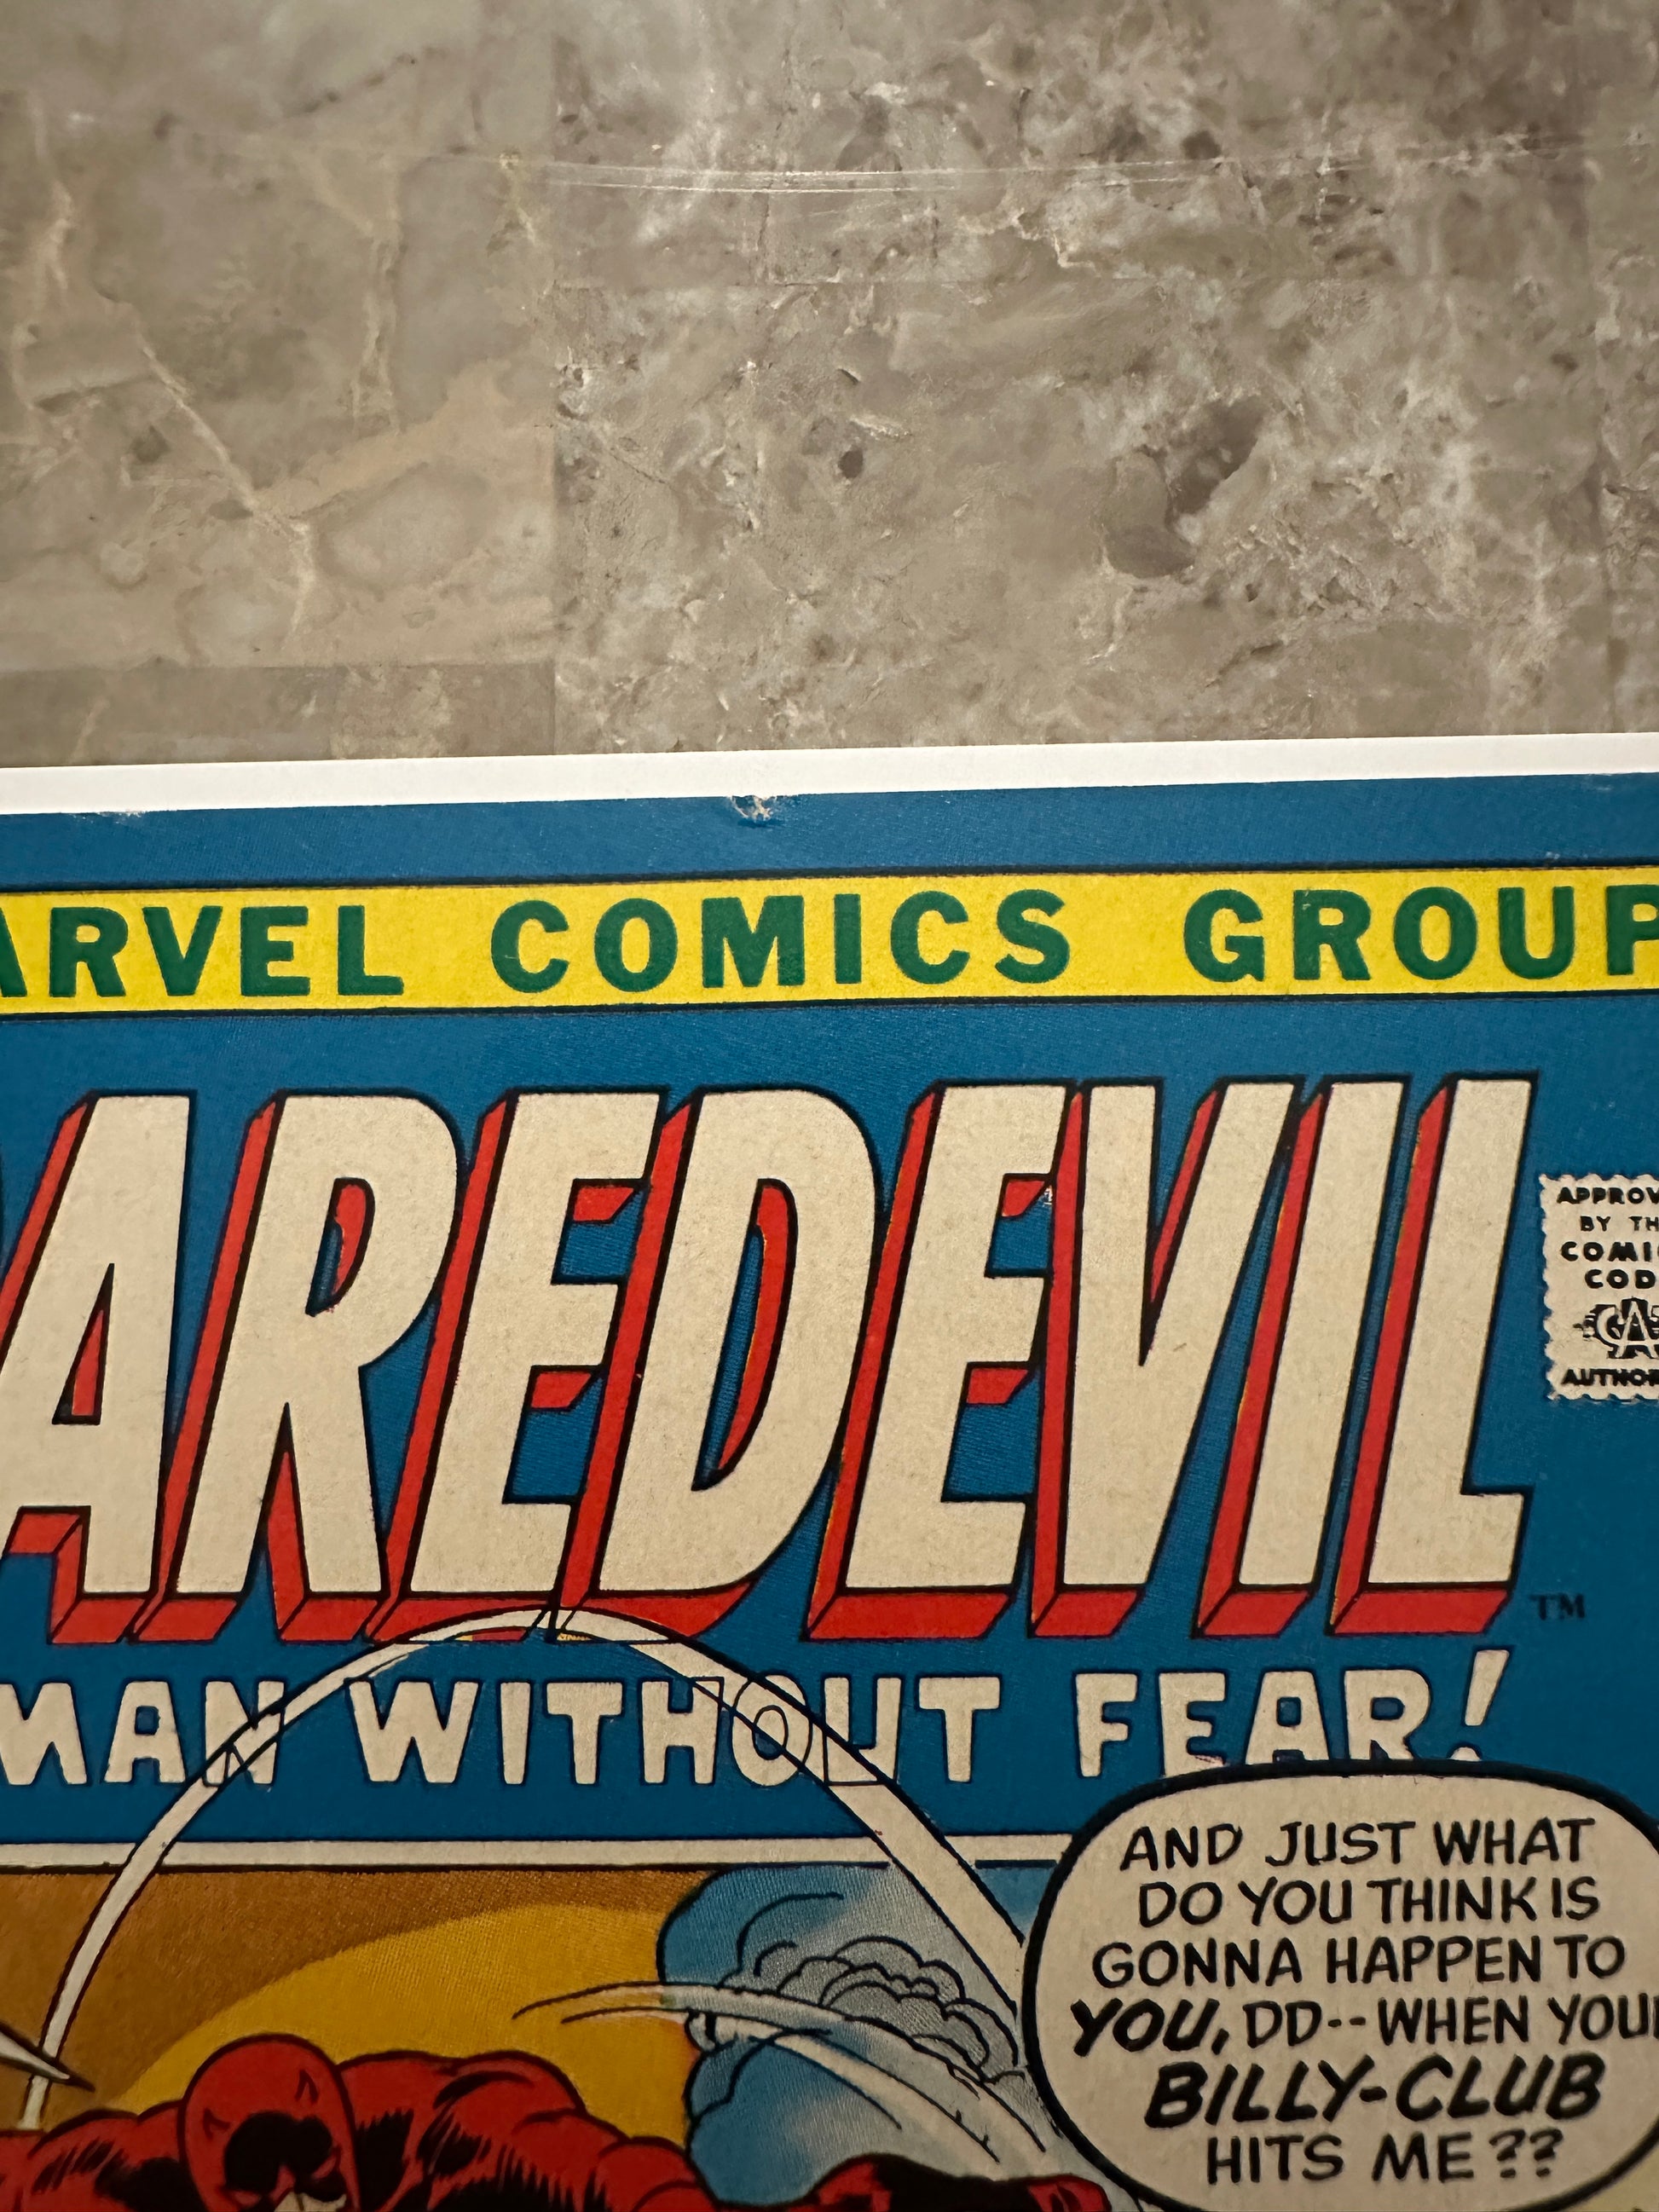 ARVEL COMICS GROUP
AREDEVIL
TM
MAN WITHOUT FEAR!
APPROV
BY TH
COMIC
COD
CA
AUTHOR
AND JUST WHAT
DO YOU THINK IS
GONNA HAPPEN TO
YOU, DD--WHEN YOU
BILLY-CLUB
HITS ME??